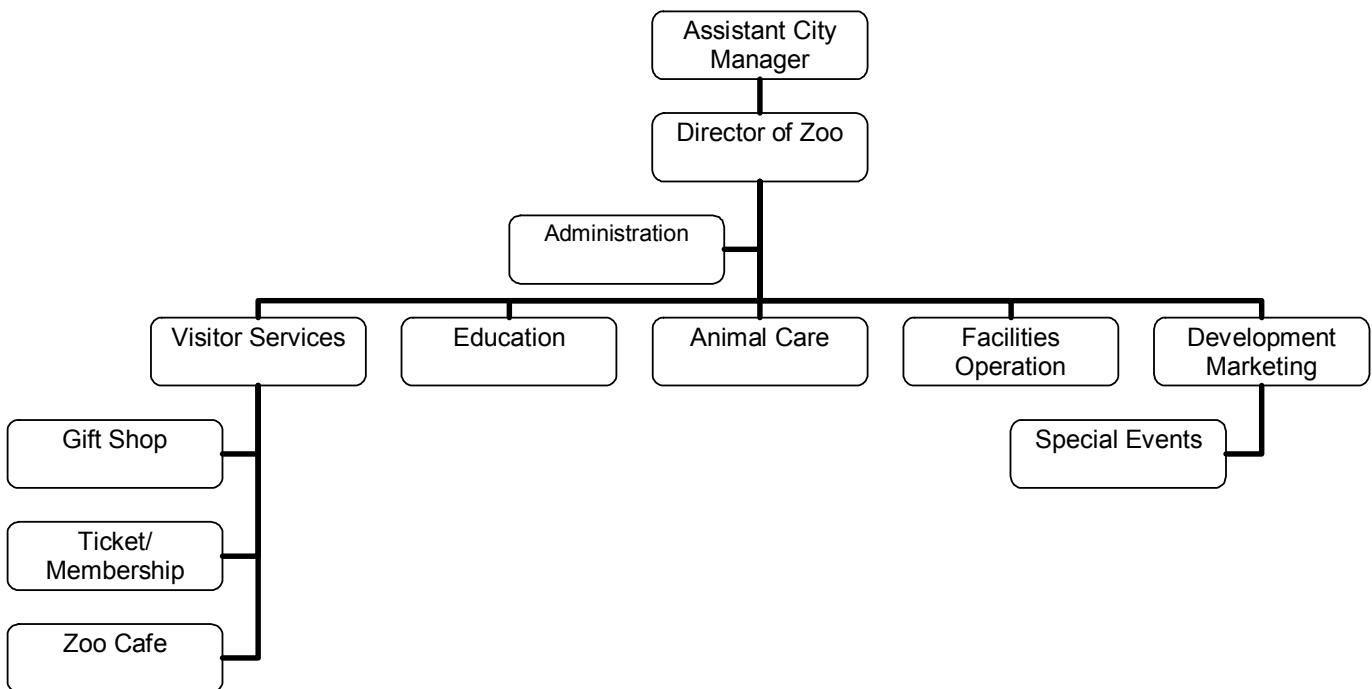 Assistant City
Manager
Director of Zoo
Administration
Visitor Services
Education
Animal Care
Facilities
Operation
Development
Marketing
Gift Shop
Special Events
Ticket/
Membership
Zoo Cafe